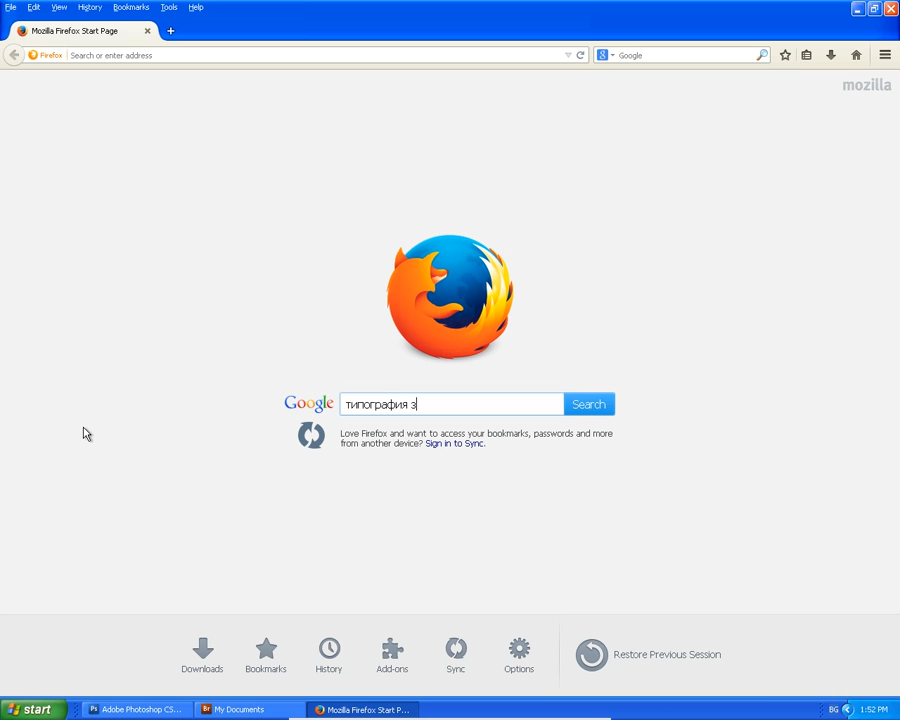 File Edit View History Bookmarks Tools Help
Mozilla Firefox Start Page
Firefox Search or enter address
8 Google
mozilla
Google типография з Search
Love Firefox and want to access your bookmarks, passwords and more
from another device? Sign in to Sync.
Downloads Bookmarks History Add-ons Sync Options Restore Previous Session
start Ps Adobe Photoshop CS... Br My Documents Mozilla Firefox Start P... BG 1:52 PM